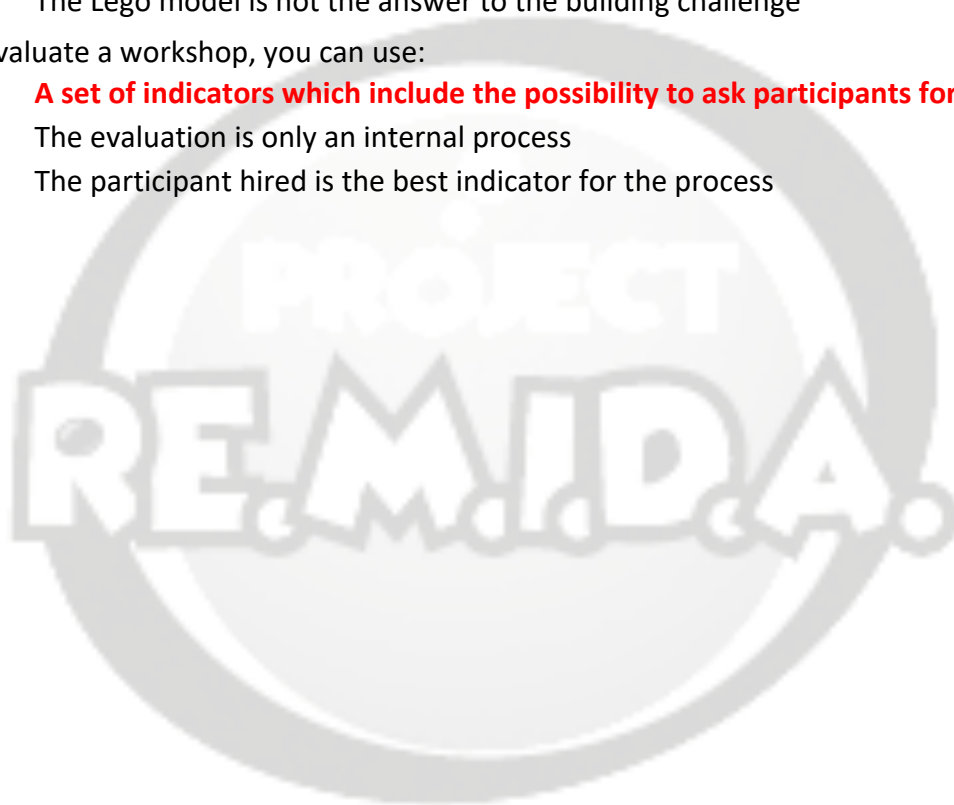 The Lego model is not the answer to the building challenge
valuate a workshop, you can use:
A set of indicators which include the possibility to ask participants for
The evaluation is only an internal process
The participant hired is the best indicator for the process
PROJECT
RE.M.I.D.A.